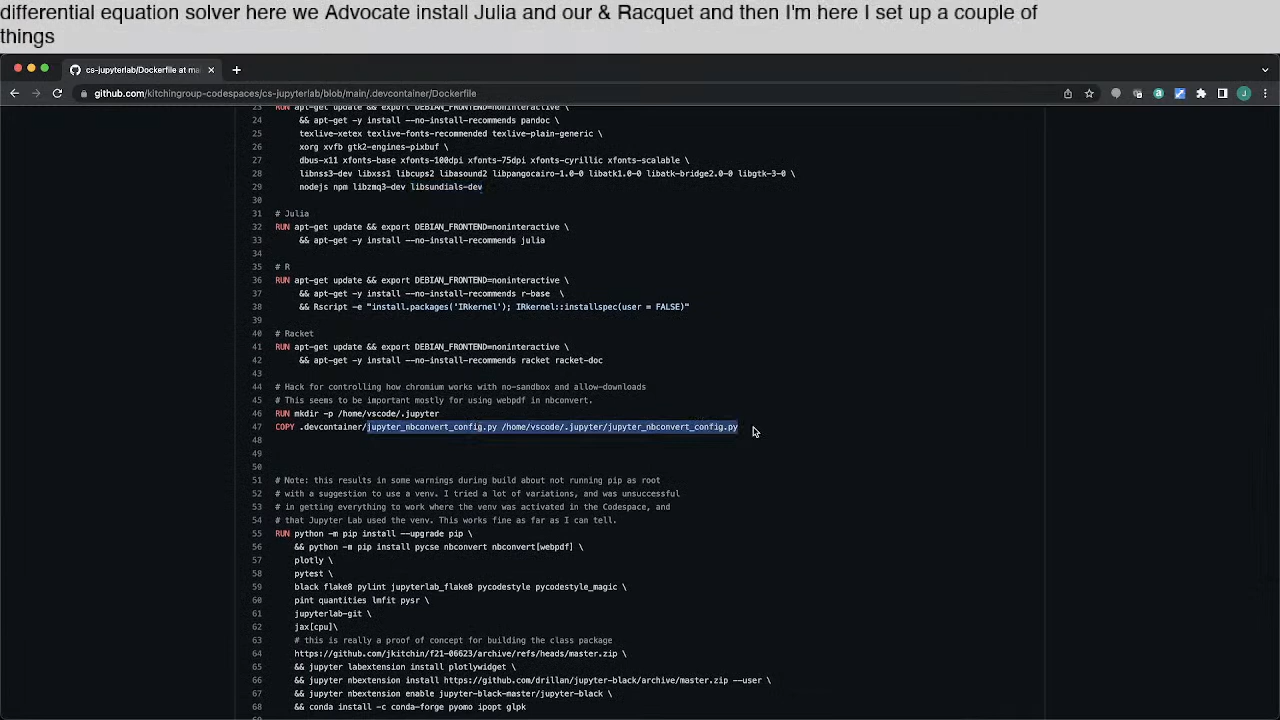 differential equation solver here we Advocate install Julia and our & Racquet and then I'm here I set up a couple of
things
cs-jupyterlab/Dockerfile at ma
github.com/kitchingroup-codespaces/cs-jupyterlab/blob/main/.devcontainer/Dockerfile
J
23 RUN apt-get update && export DEBIAN_FRONTEND=noninteractive \
24 && apt-get -y install --no-install-recommends pandoc \
25 texlive-xetex texlive-fonts-recommended texlive-plain-generic \
26 xorg xvfb gtk2-engines-pixbuf \
27 dbus-x11 xfonts-base xfonts-100dpi xfonts-75dpi xfonts-cyrillic xfonts-scalable \
28 libnss3-dev libxss1 libcups2 libasound2 libpangocairo-1.0-0 libatk1.0-0 libatk-bridge2.0-0 libgtk-3-0 \
29 nodejs npm libzmq3-dev libsundials-dev
30
31 # Julia
32 RUN apt-get update && export DEBIAN_FRONTEND=noninteractive \
33 && apt-get -y install --no-install-recommends julia
34
35 # R
36 RUN apt-get update && export DEBIAN_FRONTEND=noninteractive \
37 && apt-get -y install --no-install-recommends r-base \
38 && Rscript -e "install.packages('IRkernel'); IRkernel::installspec(user = FALSE)"
39
40 # Racket
41 RUN apt-get update && export DEBIAN_FRONTEND=noninteractive \
42 && apt-get -y install --no-install-recommends racket racket-doc
43
44 # Hack for controlling how chromium works with no-sandbox and allow-downloads
45 # This seems to be important mostly for using webpdf in nbconvert.
46 RUN mkdir -p /home/vscode/.jupyter
47 COPY .devcontainer/jupyter_nbconvert_config.py /home/vscode/.jupyter/jupyter_nbconvert_config.py
48
49
50
51 # Note: this results in some warnings during build about not running pip as root
52 # with a suggestion to use a venv. I tried a lot of variations, and was unsuccessful
53 # in getting everything to work where the venv was activated in the Codespace, and
54 # that Jupyter Lab used the venv. This works fine as far as I can tell.
55 RUN python -m pip install --upgrade pip \
56 && python -m pip install pycse nbconvert nbconvert[webpdf] \
57 plotly \
58 pytest \
59 black flake8 pylint jupyterlab_flake8 pycodestyle pycodestyle_magic \
60 pint quantities lmfit pysr \
61 jupyterlab-git \
62 jax[cpu]\
63 # this is really a proof of concept for building the class package
64 https://github.com/jkitchin/f21-06623/archive/refs/heads/master.zip \
65 && jupyter labextension install plotlywidget \
66 && jupyter nbextension install https://github.com/drillan/jupyter-black/archive/master.zip --user \
67 && jupyter nbextension enable jupyter-black-master/jupyter-black \
68 && conda install -c conda-forge pyomo ipopt glpk